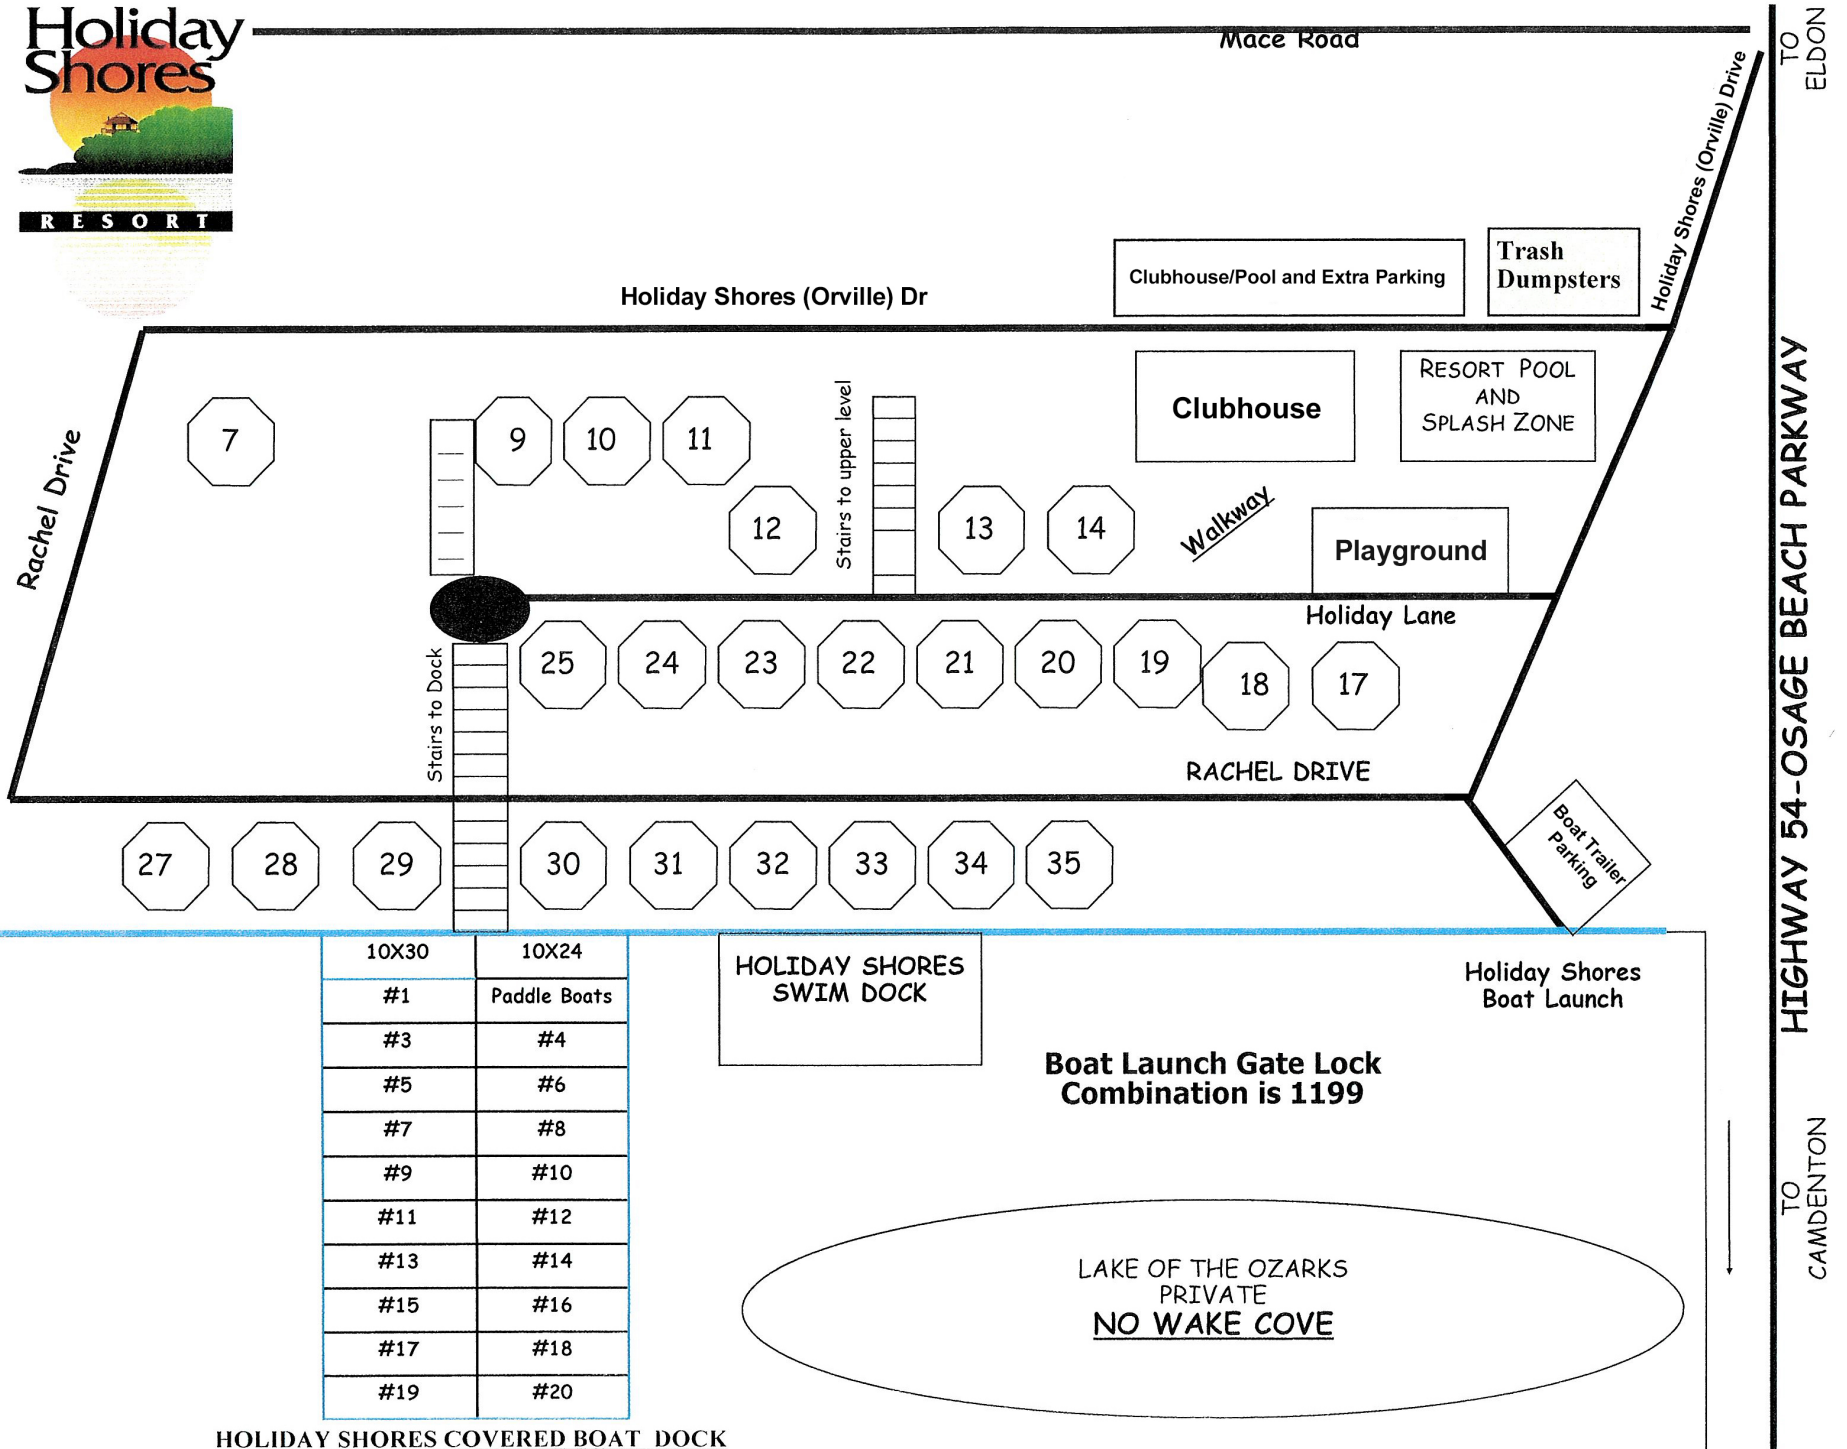 Holiday
Shores
RESORT
Mace Road
TO
ELDON
Holiday Shores (Orville) Drive
Clubhouse/Pool and Extra Parking
Trash
Dumpsters
Holiday Shores (Orville) Dr
Rachel Drive
7
9
10
11
12
Stairs to upper level
13
14
Clubhouse
RESORT POOL
AND
SPLASH ZONE
Walkway
Playground
Holiday Lane
HIGHWAY 54-OSAGE BEACH PARKWAY
Stairs to Dock
25
24
23
22
21
20
19
18
17
RACHEL DRIVE
Boat Trailer
Parking
27
28
29
30
31
32
33
34
35
10X30
10X24
#1
Paddle Boats
#3
#4
#5
#6
#7
#8
#9
#10
#11
#12
#13
#14
#15
#16
#17
#18
#19
#20
HOLIDAY SHORES COVERED BOAT DOCK
HOLIDAY SHORES
SWIM DOCK
Holiday Shores
Boat Launch
Boat Launch Gate Lock
Combination is 1199
LAKE OF THE OZARKS
PRIVATE
NO WAKE COVE
TO
CAMDENTON